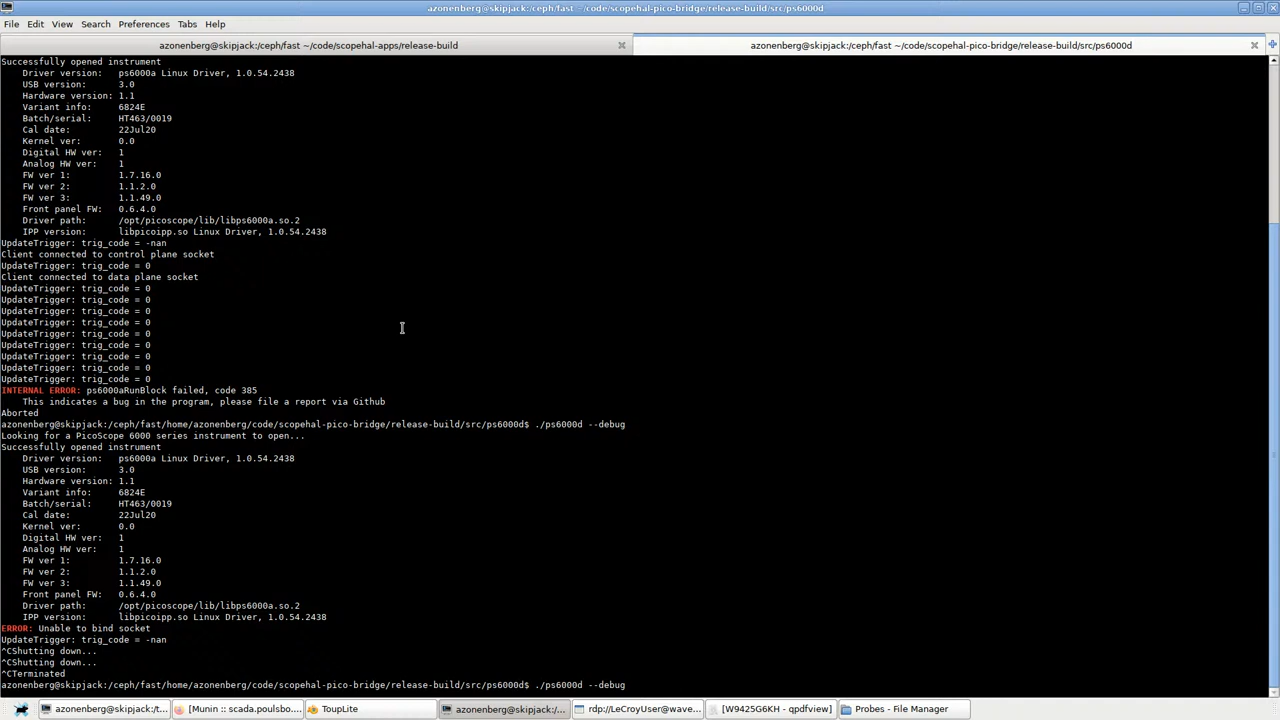 azonenberg@skipjack:/ceph/fast ~/code/scopehal-pico-bridge/release-build/src/ps6000d
File Edit View Search Preferences Tabs Help
azonenberg@skipjack:/ceph/fast ~/code/scopehal-apps/release-build
azonenberg@skipjack:/ceph/fast ~/code/scopehal-pico-bridge/release-build/src/ps6000d
Successfully opened instrument
Driver version: ps6000a Linux Driver, 1.0.54.2438
USB version: 3.0
Hardware version: 1.1
Variant info: 6824E
Batch/serial: HT463/0019
Cal date: 22Jul20
Kernel ver: 0.0
Digital HW ver: 1
Analog HW ver: 1
FW ver 1: 1.7.16.0
FW ver 2: 1.1.2.0
FW ver 3: 1.1.49.0
Front panel FW: 0.6.4.0
Driver path: /opt/picoscope/lib/libps6000a.so.2
IPP version: libpicoipp.so Linux Driver, 1.0.54.2438
UpdateTrigger: trig_code = -nan
Client connected to control plane socket
UpdateTrigger: trig_code = 0
Client connected to data plane socket
UpdateTrigger: trig_code = 0
UpdateTrigger: trig_code = 0
UpdateTrigger: trig_code = 0
UpdateTrigger: trig_code = 0
UpdateTrigger: trig_code = 0
UpdateTrigger: trig_code = 0
UpdateTrigger: trig_code = 0
UpdateTrigger: trig_code = 0
UpdateTrigger: trig_code = 0
INTERNAL ERROR: ps6000aRunBlock failed, code 385
This indicates a bug in the program, please file a report via Github
Aborted
azonenberg@skipjack:/ceph/fast/home/azonenberg/code/scopehal-pico-bridge/release-build/src/ps6000d$ ./ps6000d --debug
Looking for a PicoScope 6000 series instrument to open...
Successfully opened instrument
Driver version: ps6000a Linux Driver, 1.0.54.2438
USB version: 3.0
Hardware version: 1.1
Variant info: 6824E
Batch/serial: HT463/0019
Cal date: 22Jul20
Kernel ver: 0.0
Digital HW ver: 1
Analog HW ver: 1
FW ver 1: 1.7.16.0
FW ver 2: 1.1.2.0
FW ver 3: 1.1.49.0
Front panel FW: 0.6.4.0
Driver path: /opt/picoscope/lib/libps6000a.so.2
IPP version: libpicoipp.so Linux Driver, 1.0.54.2438
ERROR: Unable to bind socket
UpdateTrigger: trig_code = -nan
^CShutting down...
^CShutting down...
^CTerminated
azonenberg@skipjack:/ceph/fast/home/azonenberg/code/scopehal-pico-bridge/release-build/src/ps6000d$ ./ps6000d --debug
azonenberg@skipjack:/t... [Munin :: scada.poulsbo... ToupLite azonenberg@skipjack:/... rdp://LeCroyUser@wave... [W9425G6KH - qpdfview] Probes - File Manager